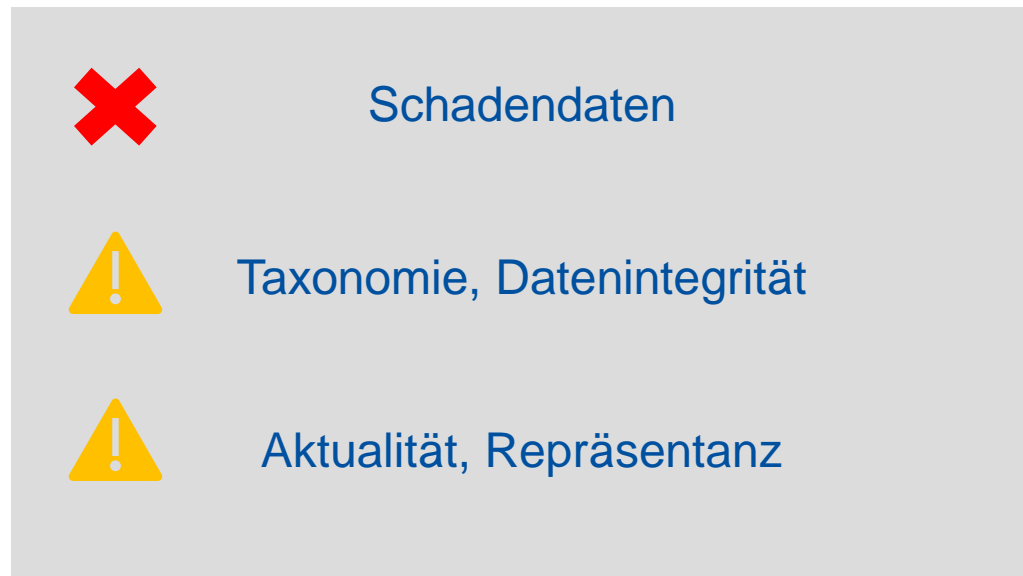 Schadendaten
Taxonomie, Datenintegrität
Aktualität, Repräsentanz